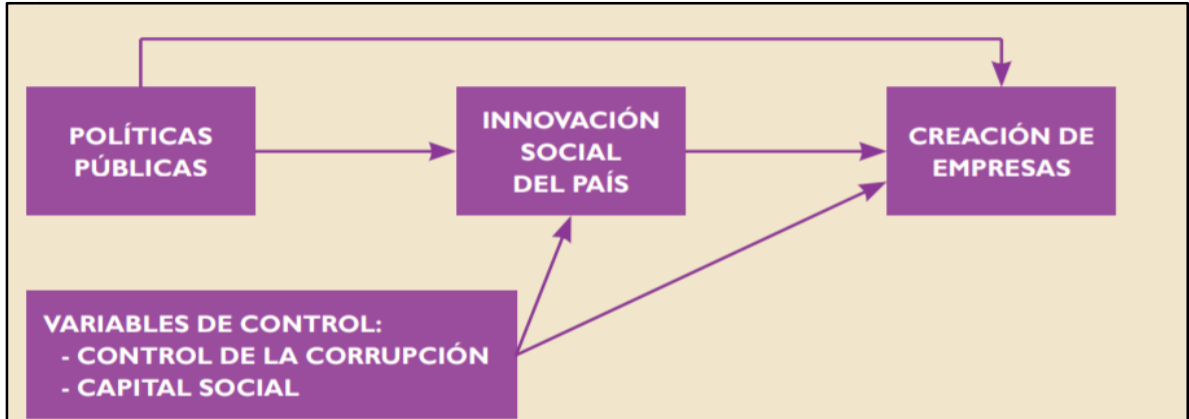 POLÍTICAS
PÚBLICAS
INNOVACIÓN
SOCIAL
DEL PAÍS
CREACIÓN DE
EMPRESAS
VARIABLES DE CONTROL:
- CONTROL DE LA CORRUPCIÓN
- CAPITAL SOCIAL